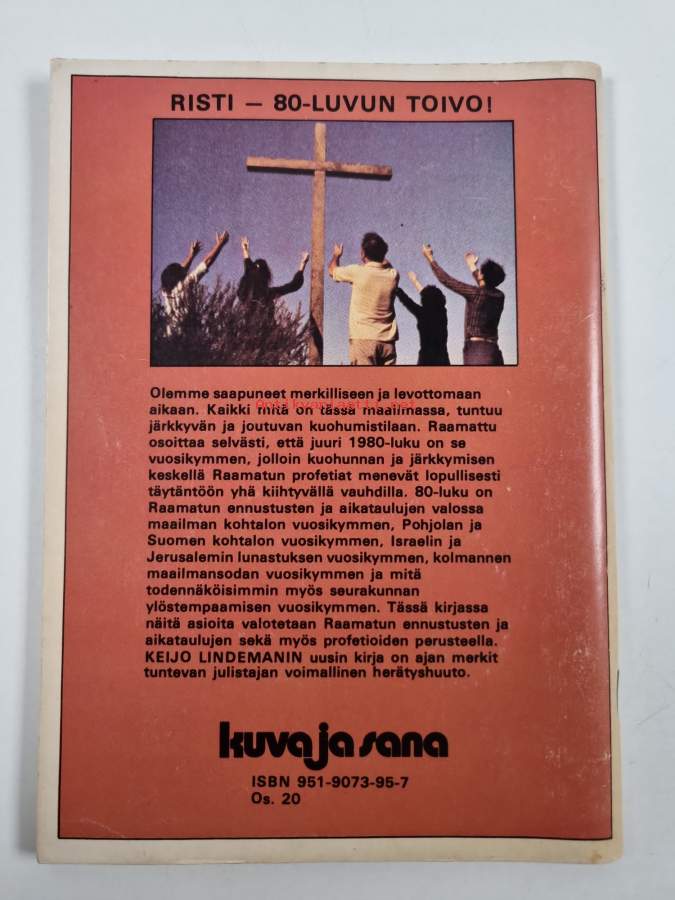 RISTI — 80-LUVUN TOIVO!
Olemme saapuneet merkilliseen ja levottomaan
Antikvariaatti.net
aikaan. Kaikki mitä on tässä maailmassa, tuntuu
järkkyvän ja joutuvan kuohumistilaan. Raamattu
osoittaa selvästi, että juuri 1980-luku on se
vuosikymmen, jolloin kuohunnan ja järkkymisen
keskellä Raamatun profetiat menevät lopullisesti
täytäntöön yhä kiihtyvällä vauhdilla. 80-luku on
Raamatun ennustusten ja aikataulujen valossa
maailman kohtalon vuosikymmen, Pohjolan ja
Suomen kohtalon vuosikymmen, Israelin ja
Jerusalemin lunastuksen vuosikymmen, kolmannen
maailmansodan vuosikymmen ja mitä
todennäköisimmin myös seurakunnan
ylöstempaamisen vuosikymmen. Tässä kirjassa
näitä asioita valotetaan Raamatun ennustusten ja
aikataulujen sekä myös profetioiden perusteella.
KEIJO LINDEMANIN uusin kirja on ajan merkit
tuntevan julistajan voimallinen herätyshuuto.
kuva ja sana
ISBN 951-9073-95-7
Os. 20